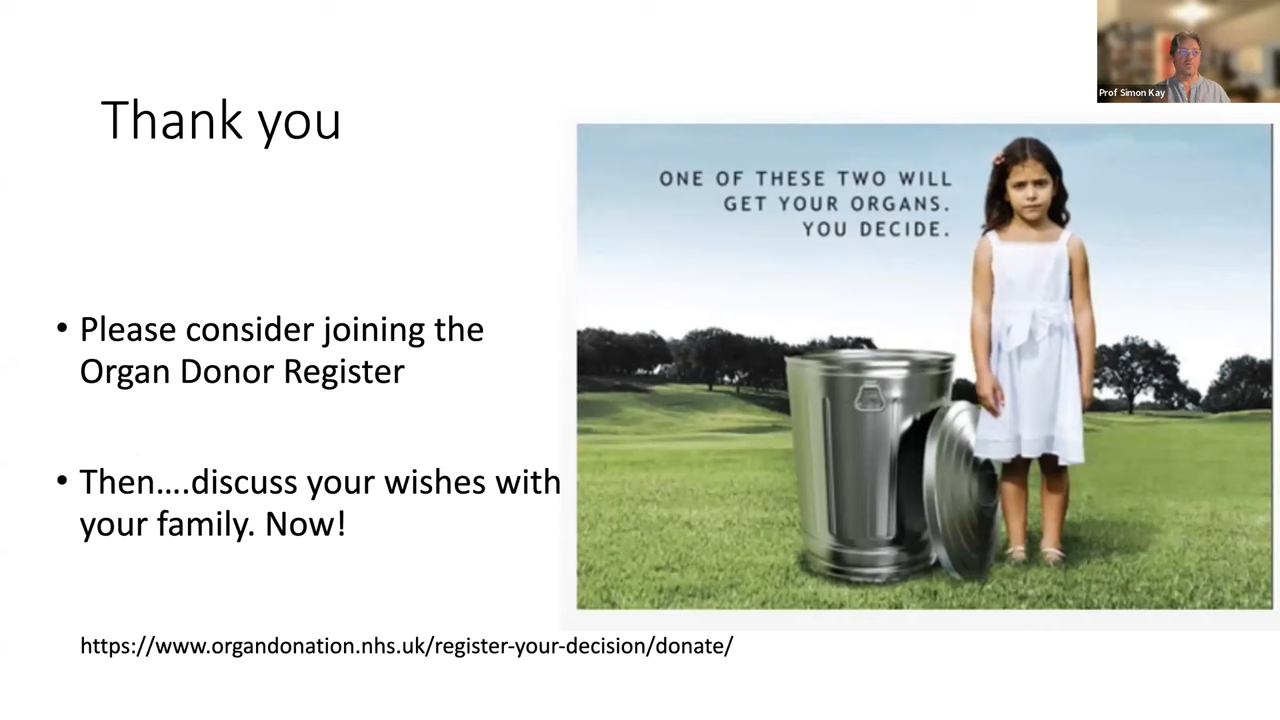 Prof Simon Kay
Thank you
ONE OF THESE TWO WILL
GET YOUR ORGANS.
YOU DECIDE.
• Please consider joining the
Organ Donor Register
• Then....discuss your wishes with
your family. Now!
https://www.organdonation.nhs.uk/register-your-decision/donate/